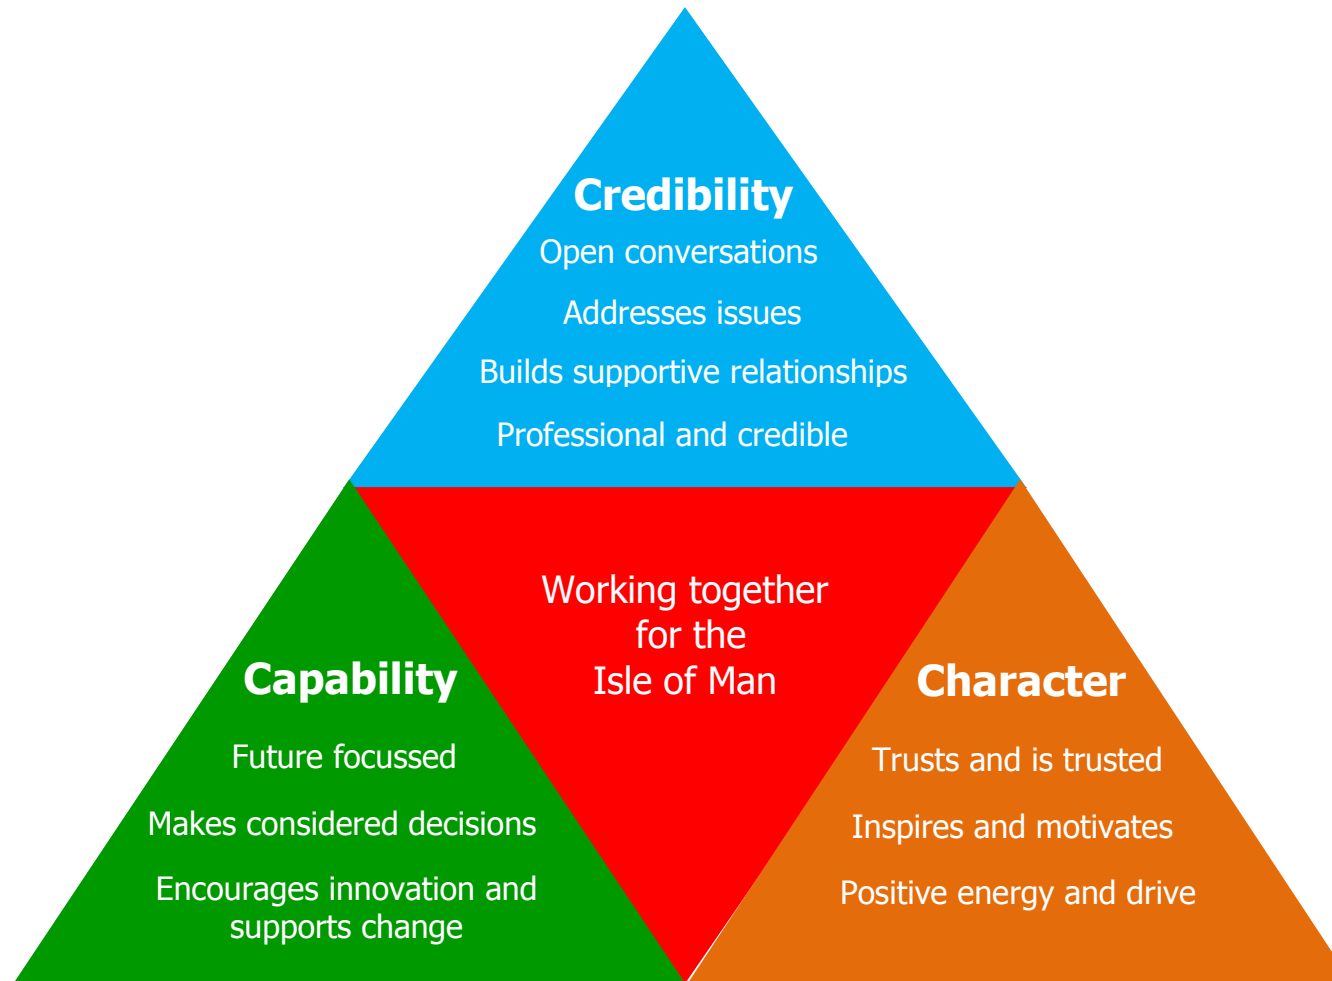 Credibility
Open conversations
Addresses issues
Builds supportive relationships
Professional and credible
Working together
for the
Isle of Man
Capability
Future focussed
Makes considered decisions
Encourages innovation and
supports change
Character
Trusts and is trusted
Inspires and motivates
Positive energy and drive